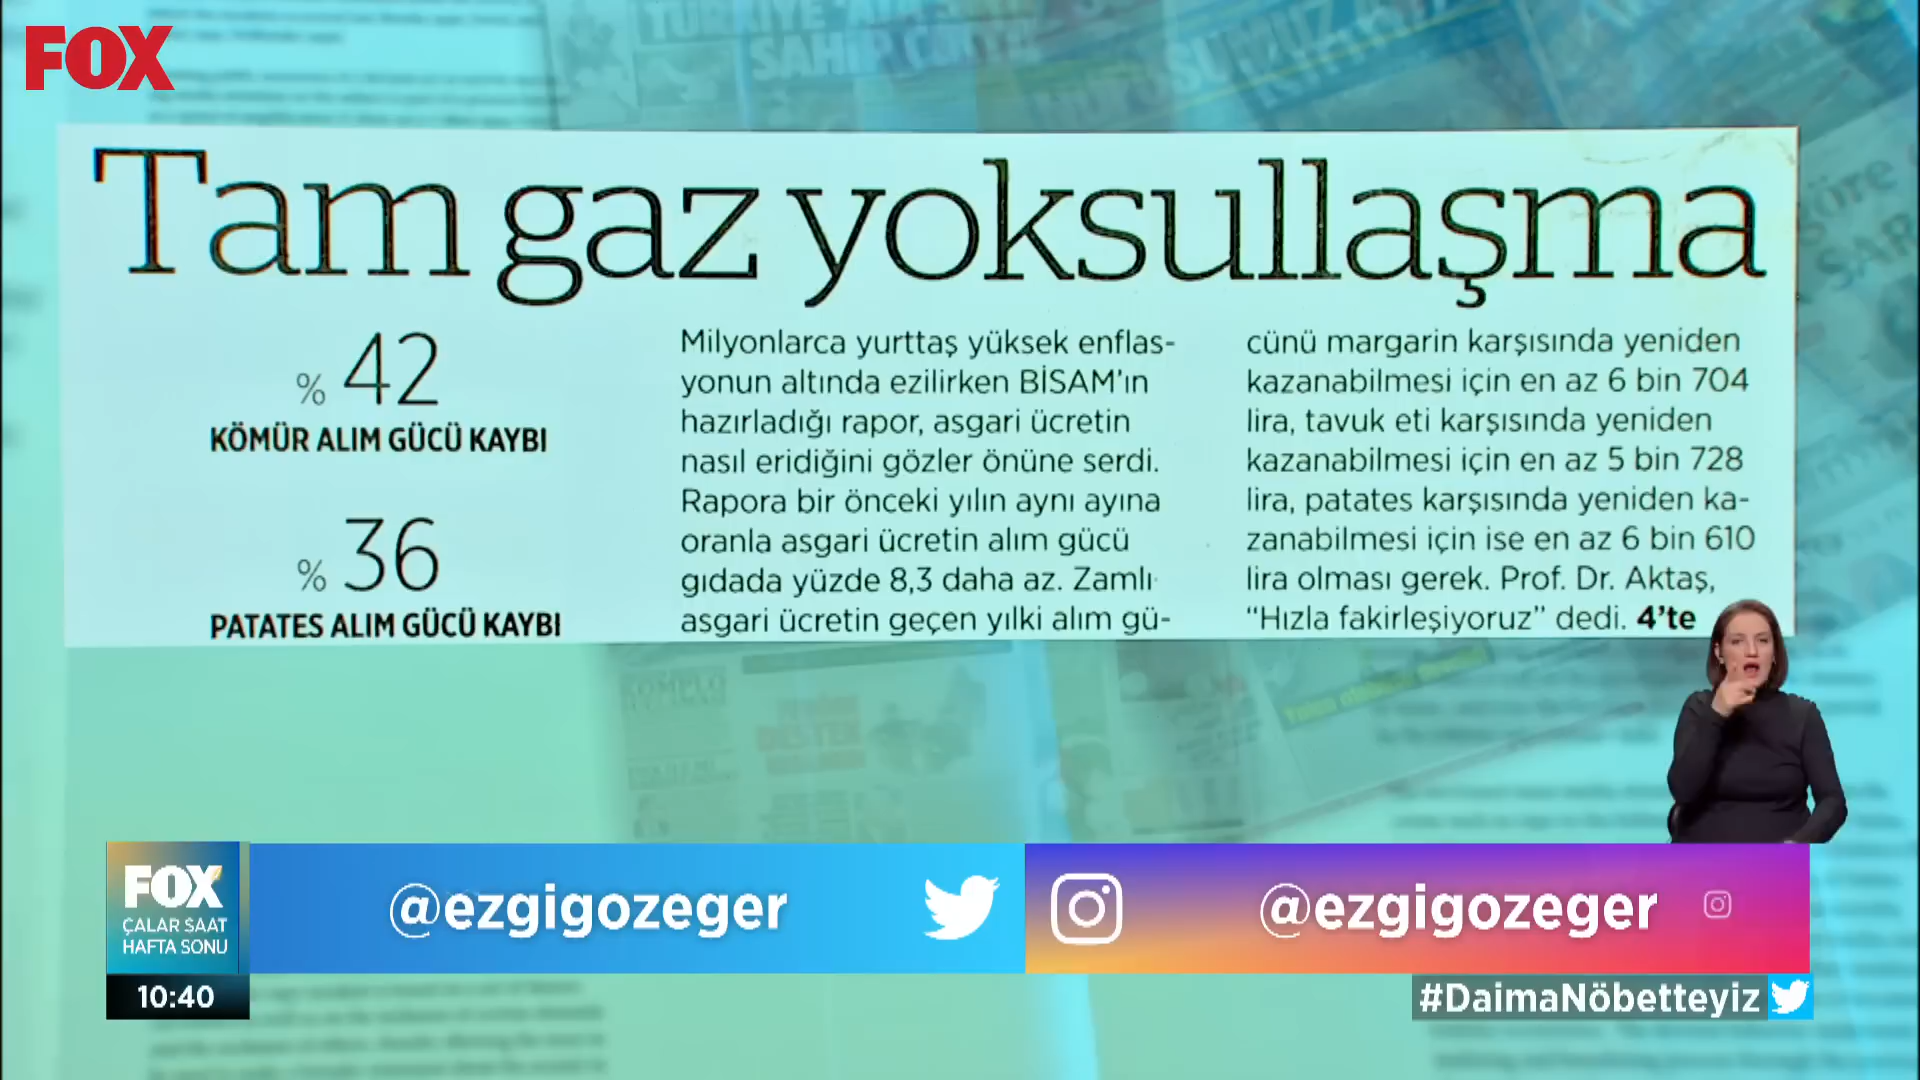 FOX
TÜRKİYE
Tam gaz yoksullaşma
% 42
KÖMÜR ALIM GÜCÜ KAYBI
% 36
PATATES ALIM GÜCÜ KAYBI
Milyonlarca yurttaş yüksek enflas-
yonun altında ezilirken BİSAM'ın
hazırladığı rapor, asgari ücretin
nasıl eridiğini gözler önüne serdi.
Rapora bir önceki yılın aynı ayına
oranla asgari ücretin alım gücü
gıdada yüzde 8,3 daha az. Zamlı
asgari ücretin geçen yılki alım gü-
cünü margarin karşısında yeniden
kazanabilmesi için en az 6 bin 704
lira, tavuk eti karşısında yeniden
kazanabilmesi için en az 5 bin 728
lira, patates karşısında yeniden ka-
zanabilmesi için ise en az 6 bin 610
lira olması gerek. Prof. Dr. Aktaş,
"Hızla fakirleşiyoruz" dedi. 4'te
FOX
ÇALAR SAAT
HAFTA SONU
10:40
@ezgigozeger
@ezgigozeger
#DaimaNöbetteyiz